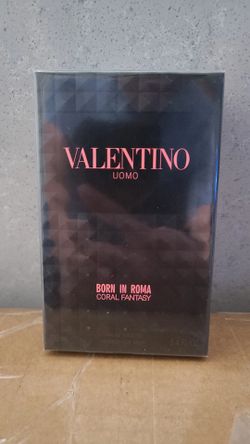 VALENTINO
UOMO
BORN IN ROMA
CORAL FANTASY